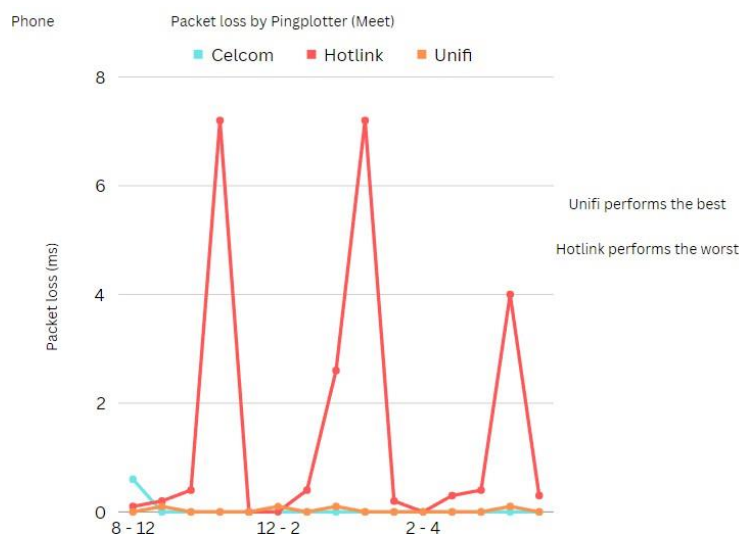 Phone
Packet loss by Pingplotter (Meet)
Celcom
Hotlink
Unifi
8
6
4
2
0
Packet loss (ms)
8 - 12
12 - 2
2 - 4
Unifi performs the best
Hotlink performs the worst